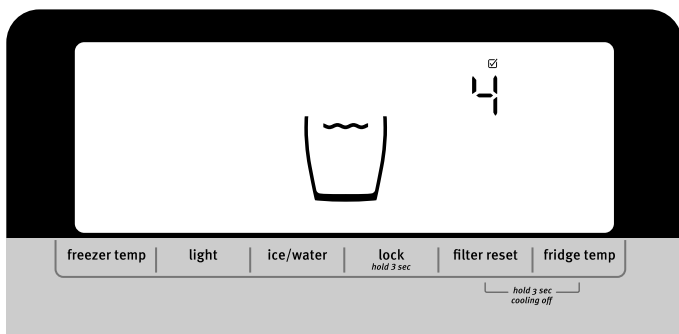 4
freezer temp light ice/water lock filter reset fridge temp
hold 3 sec
hold 3 sec
cooling off